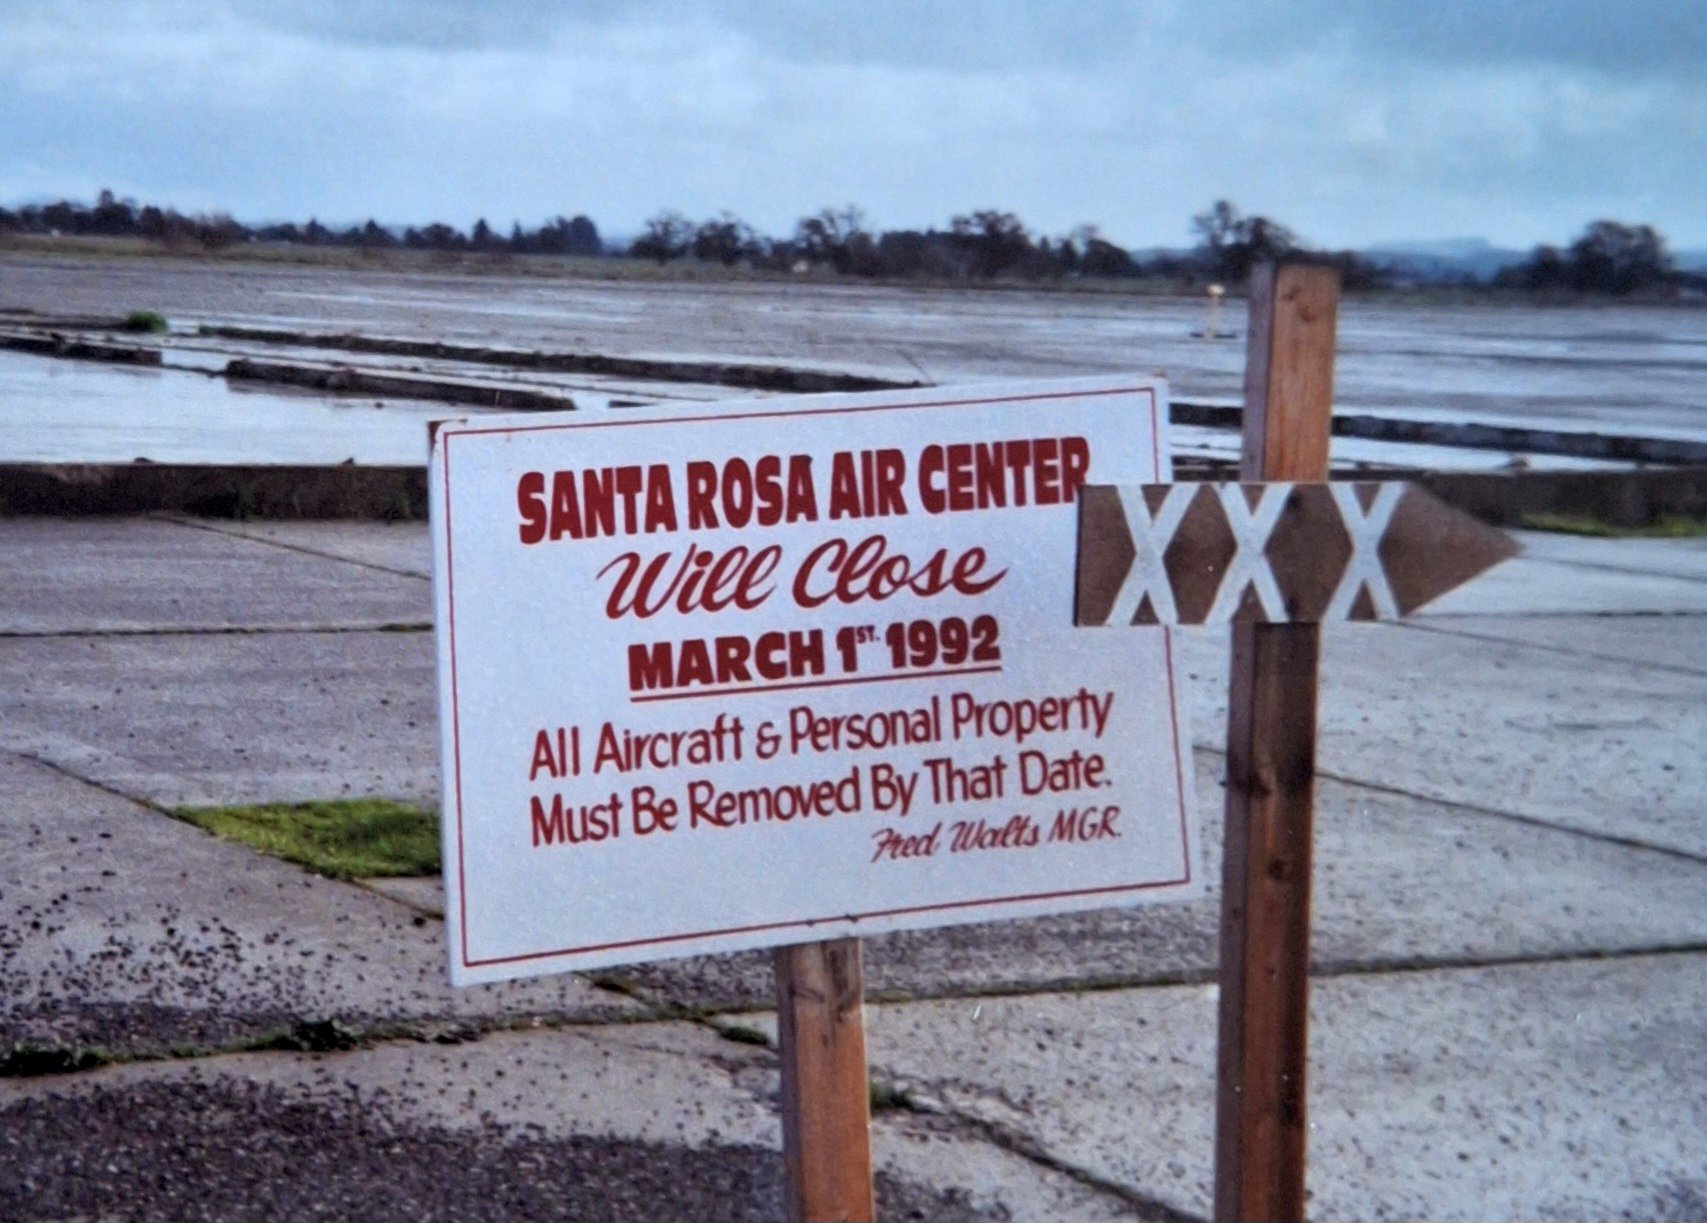 SANTA ROSA AIR CENTER
Will Close
MARCH 1ST. 1992
All Aircraft & Personal Property
Must Be Removed By That Date.
Fred Walts MGR.
XXX